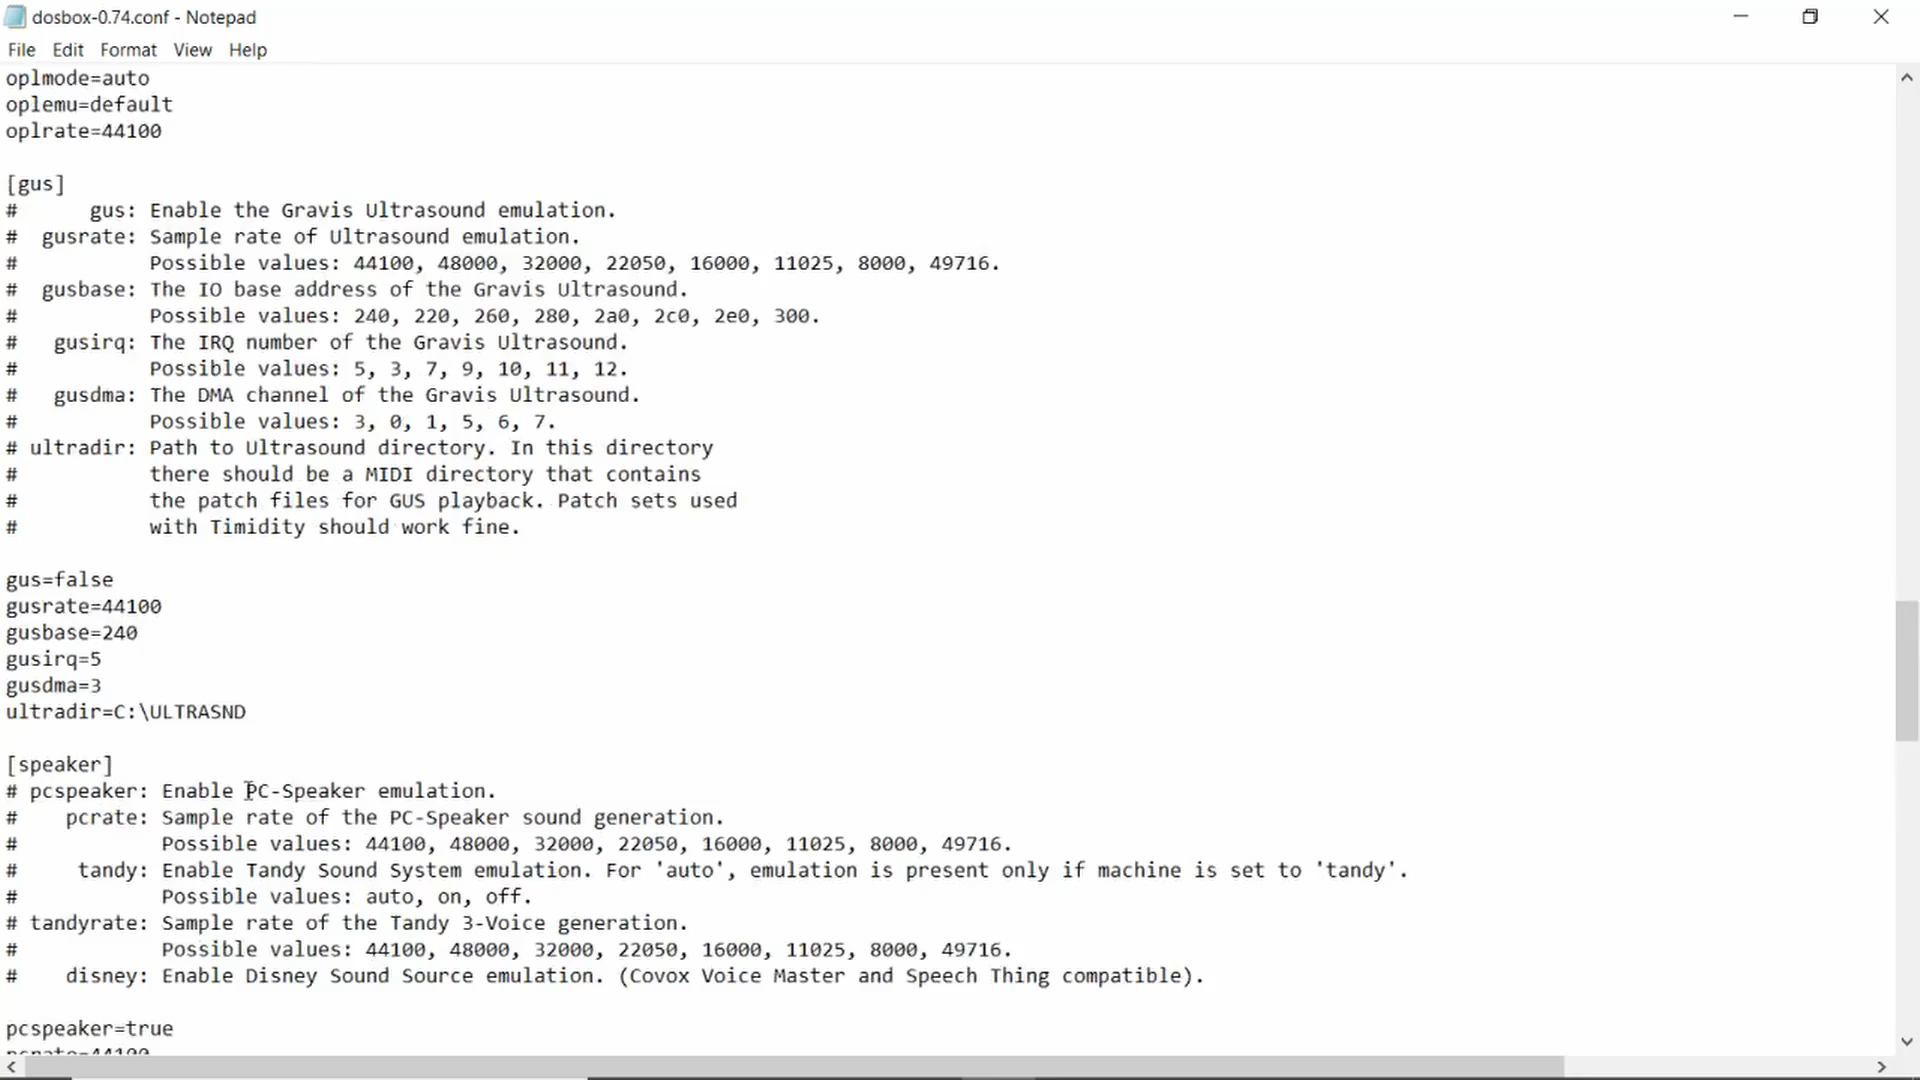 dosbox-0.74.conf - Notepad
File Edit Format View Help
oplmode=auto
oplemu=default
oplrate=44100
[gus]
#      gus: Enable the Gravis Ultrasound emulation.
#  gusrate: Sample rate of Ultrasound emulation.
#           Possible values: 44100, 48000, 32000, 22050, 16000, 11025, 8000, 49716.
#  gusbase: The IO base address of the Gravis Ultrasound.
#           Possible values: 240, 220, 260, 280, 2a0, 2c0, 2e0, 300.
#   gusirq: The IRQ number of the Gravis Ultrasound.
#           Possible values: 5, 3, 7, 9, 10, 11, 12.
#   gusdma: The DMA channel of the Gravis Ultrasound.
#           Possible values: 3, 0, 1, 5, 6, 7.
# ultradir: Path to Ultrasound directory. In this directory
#           there should be a MIDI directory that contains
#           the patch files for GUS playback. Patch sets used
#           with Timidity should work fine.
gus=false
gusrate=44100
gusbase=240
gusirq=5
gusdma=3
ultradir=C:\ULTRASND
[speaker]
# pcspeaker: Enable PC-Speaker emulation.
#    pcrate: Sample rate of the PC-Speaker sound generation.
#            Possible values: 44100, 48000, 32000, 22050, 16000, 11025, 8000, 49716.
#     tandy: Enable Tandy Sound System emulation. For 'auto', emulation is present only if machine is set to 'tandy'.
#            Possible values: auto, on, off.
# tandyrate: Sample rate of the Tandy 3-Voice generation.
#            Possible values: 44100, 48000, 32000, 22050, 16000, 11025, 8000, 49716.
#    disney: Enable Disney Sound Source emulation. (Covox Voice Master and Speech Thing compatible).
pcspeaker=true
pcrate=44100